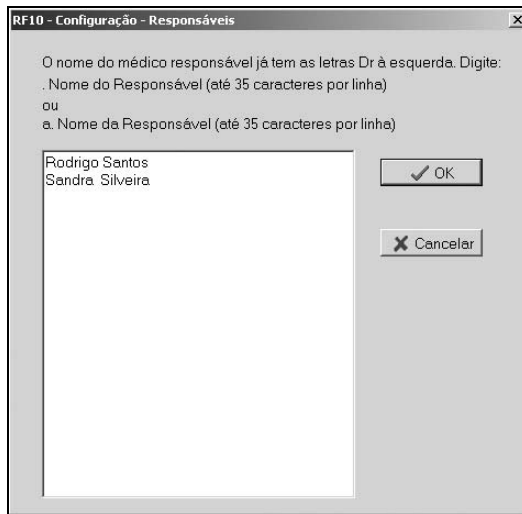 RF10 - Configuração - Responsáveis
O nome do médico responsável já tem as letras Dr à esquerda. Digite:
. Nome do Responsável (até 35 caracteres por linha)
ou
a. Nome da Responsável (até 35 caracteres por linha)
Rodrigo Santos
Sandra Silveira
OK
Cancelar